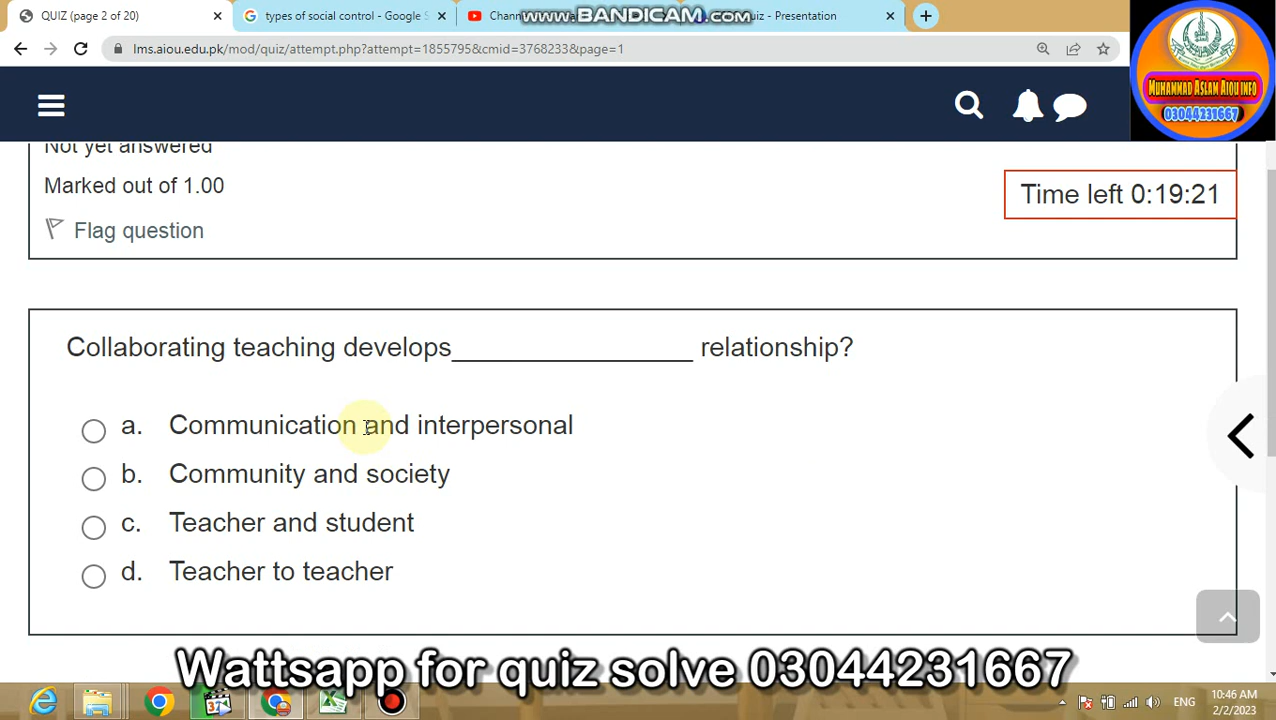 QUIZ (page 2 of 20)
types of social control - Google S
Chann
www.BANDICAM.com
uiz - Presentation
lms.aiou.edu.pk/mod/quiz/attempt.php?attempt=1855795&cmid=3768233&page=1
MUHAMMAD ASLAM AIOU INFO
03044231667
Not yet answered
Marked out of 1.00
Time left 0:19:21
Flag question
Collaborating teaching develops________________ relationship?
a. Communication and interpersonal
b. Community and society
c. Teacher and student
d. Teacher to teacher
Wattsapp for quiz solve 03044231667
ENG
10:46 AM
2/2/2023